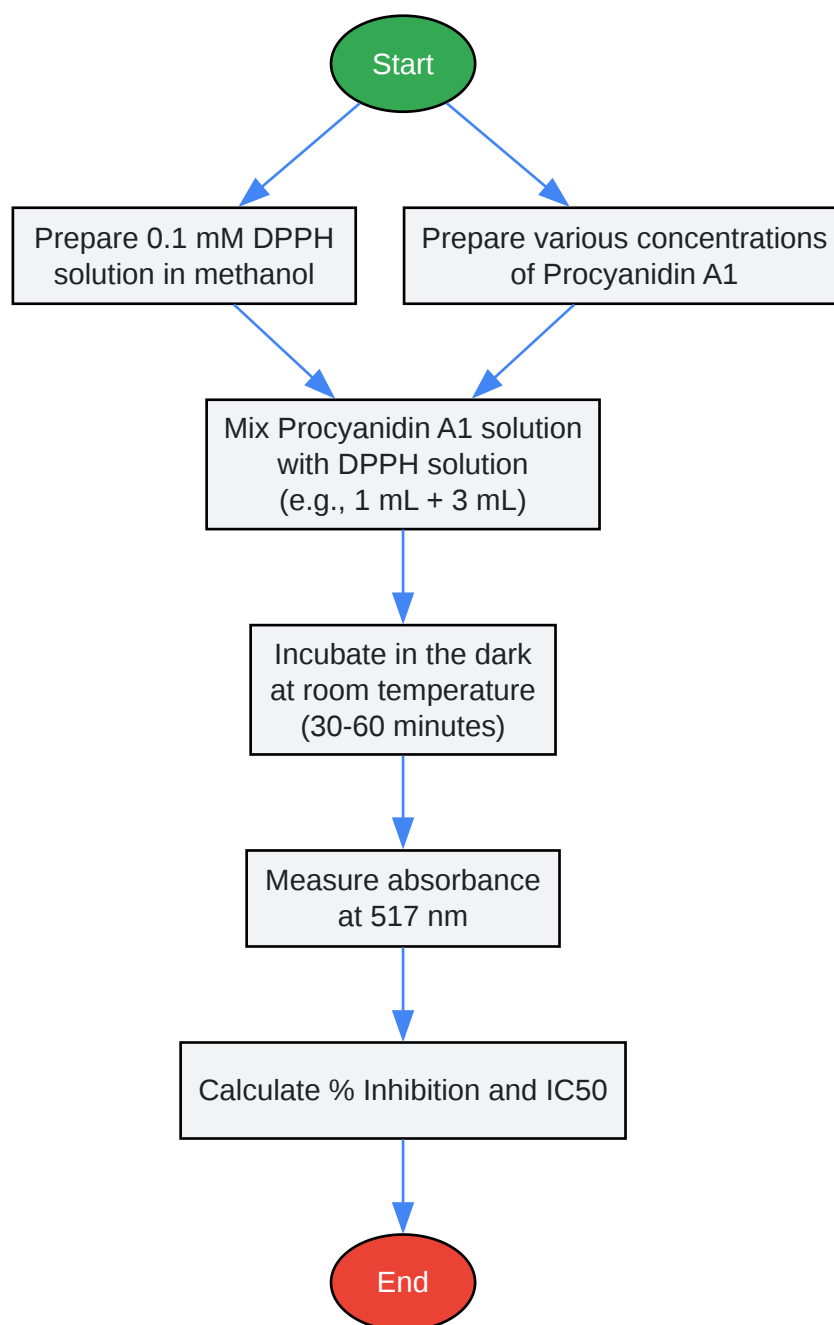 Start
Prepare 0.1 mM DPPH
solution in methanol
Prepare various concentrations
of Procyanidin A1
Mix Procyanidin A1 solution
with DPPH solution
(e.g., 1 mL + 3 mL)
Incubate in the dark
at room temperature
(30-60 minutes)
Measure absorbance
at 517 nm
Calculate % Inhibition and IC50
End